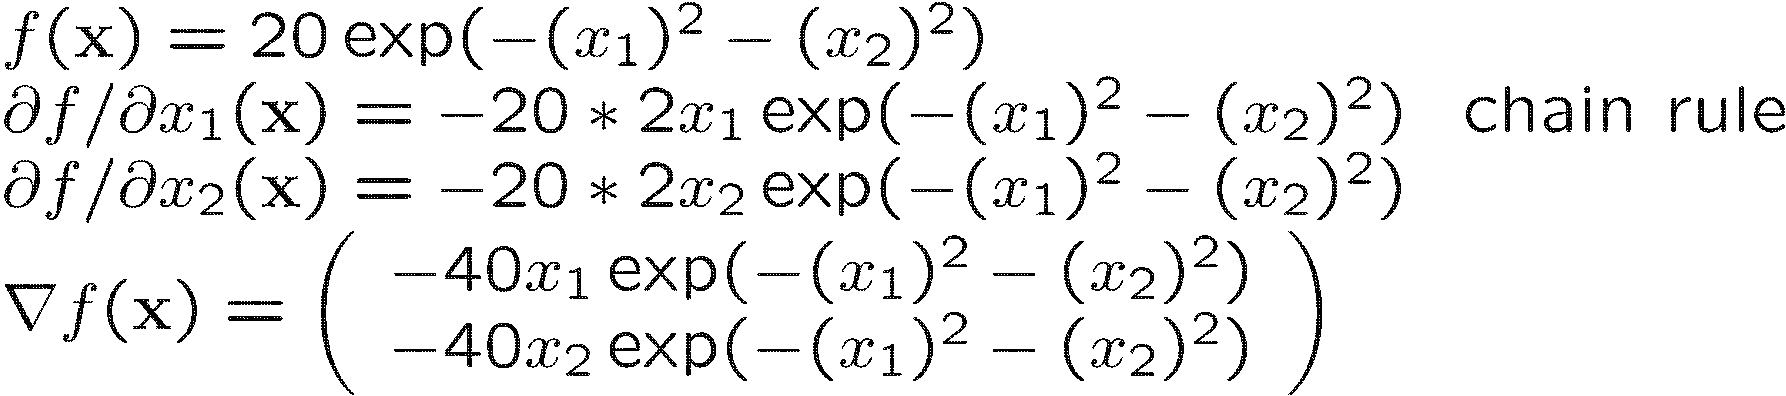 f(x) = 20 exp(−(x₁)² − (x₂)²)
∂f/∂x₁(x) = −20 ∗ 2x₁ exp(−(x₁)² − (x₂)²) chain rule
∂f/∂x₂(x) = −20 ∗ 2x₂ exp(−(x₁)² − (x₂)²)
∇f(x) = ( −40x₁ exp(−(x₁)² − (x₂)²)
−40x₂ exp(−(x₁)² − (x₂)²) )